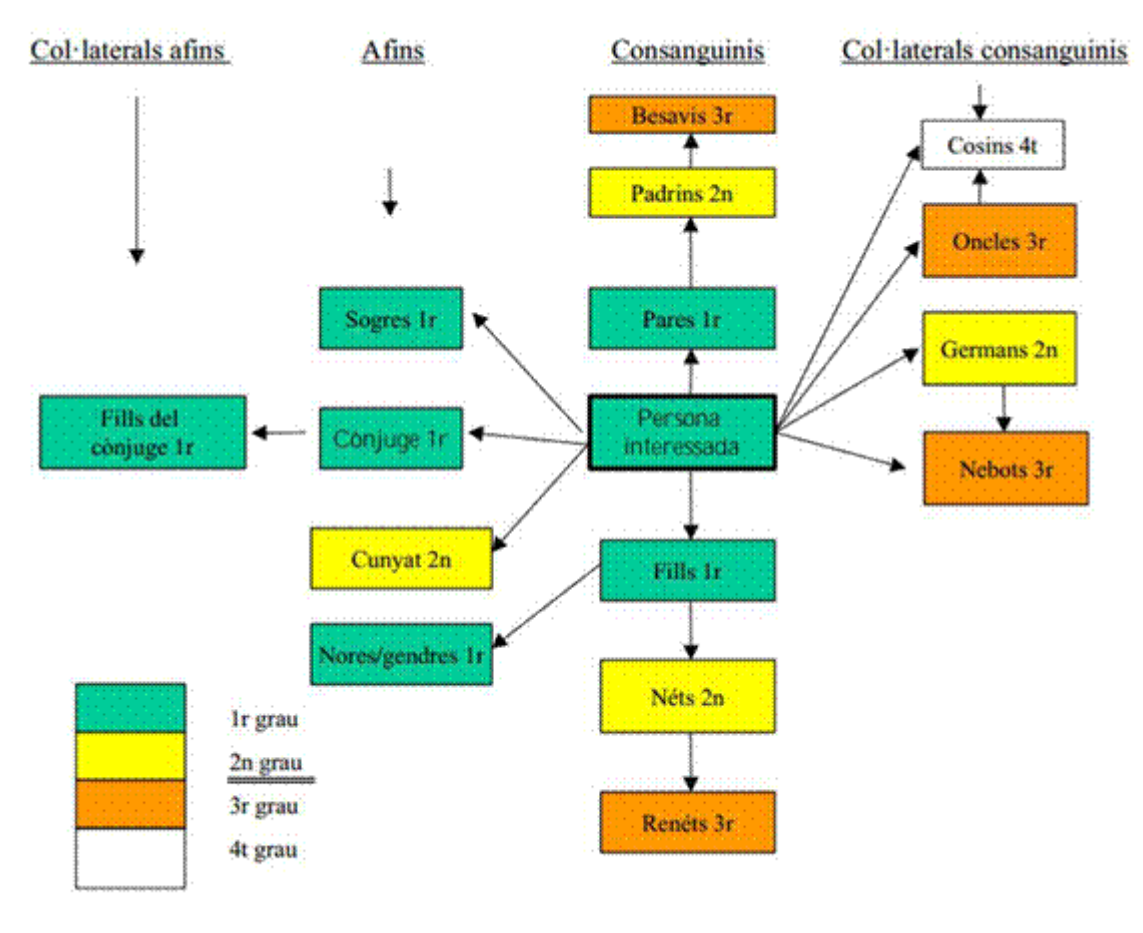 Col·laterals afins
Afins
Consanguinis
Col·laterals consanguinis
Besavis 3r
Cosins 4t
Padrins 2n
Oncles 3r
Sogres 1r
Pares 1r
Germans 2n
Fills del
cònjuge 1r
Cònjuge 1r
Persona
interessada
Nebots 3r
Cunyat 2n
Fills 1r
Nores/gendres 1r
Néts 2n
Renéts 3r
1r grau
2n grau
3r grau
4t grau